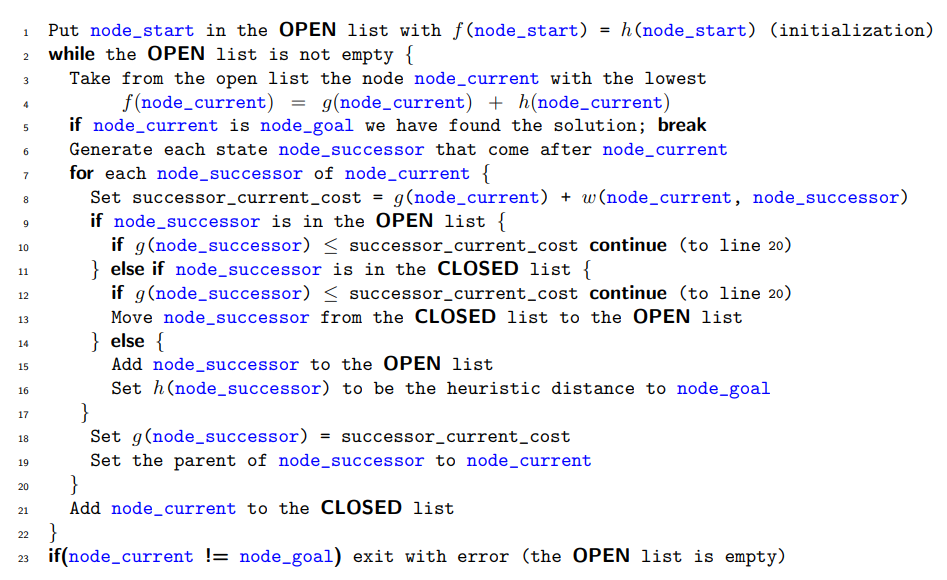 1 Put node_start in the OPEN list with f(node_start) = h(node_start) (initialization)
2 while the OPEN list is not empty {
3 Take from the open list the node node_current with the lowest
4 f(node_current) = g(node_current) + h(node_current)
5 if node_current is node_goal we have found the solution; break
6 Generate each state node_successor that come after node_current
7 for each node_successor of node_current {
8 Set successor_current_cost = g(node_current) + w(node_current, node_successor)
9 if node_successor is in the OPEN list {
10 if g(node_successor) ≤ successor_current_cost continue (to line 20)
11 } else if node_successor is in the CLOSED list {
12 if g(node_successor) ≤ successor_current_cost continue (to line 20)
13 Move node_successor from the CLOSED list to the OPEN list
14 } else {
15 Add node_successor to the OPEN list
16 Set h(node_successor) to be the heuristic distance to node_goal
17 }
18 Set g(node_successor) = successor_current_cost
19 Set the parent of node_successor to node_current
20 }
21 Add node_current to the CLOSED list
22 }
23 if(node_current != node_goal) exit with error (the OPEN list is empty)